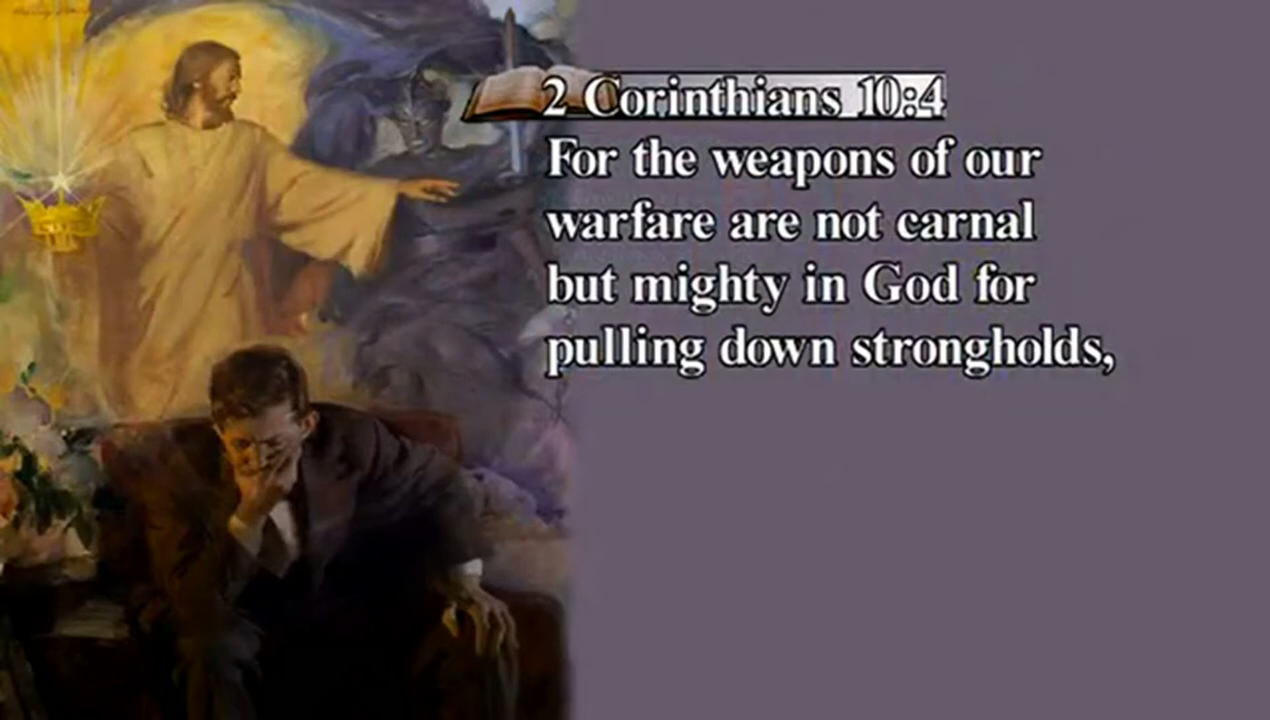 2 Corinthians 10:4
For the weapons of our
warfare are not carnal
but mighty in God for
pulling down strongholds,